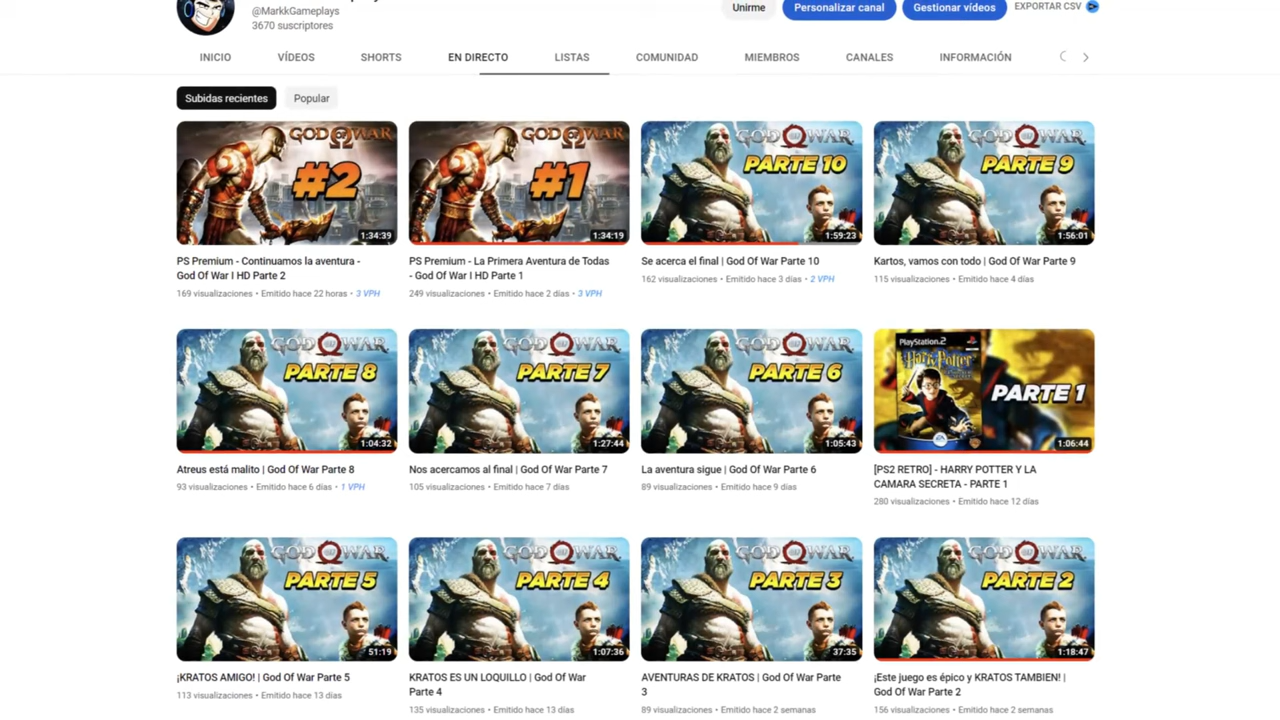 @MarkkGameplays
3670 suscriptores
Unirme
Personalizar canal
Gestionar vídeos
EXPORTAR CSV
INICIO
VÍDEOS
SHORTS
EN DIRECTO
LISTAS
COMUNIDAD
MIEMBROS
CANALES
INFORMACIÓN
Subidas recientes
Popular
GOD OF WAR
#2
1:34:39
GOD OF WAR
#1
1:34:19
GOD OF WAR
PARTE 10
1:59:23
GOD OF WAR
PARTE 9
1:56:01
PS Premium - Continuamos la aventura -
God Of War I HD Parte 2
169 visualizaciones • Emitido hace 22 horas • 3 VPH
PS Premium - La Primera Aventura de Todas
- God Of War I HD Parte 1
249 visualizaciones • Emitido hace 2 días • 3 VPH
Se acerca el final | God Of War Parte 10
162 visualizaciones • Emitido hace 3 días • 2 VPH
Kartos, vamos con todo | God Of War Parte 9
115 visualizaciones • Emitido hace 4 días
GOD OF WAR
PARTE 8
1:04:32
GOD OF WAR
PARTE 7
1:27:44
GOD OF WAR
PARTE 6
1:05:43
PlayStation 2
Harry Potter
EA
PARTE 1
1:06:44
Atreus está malito | God Of War Parte 8
93 visualizaciones • Emitido hace 6 días • 1 VPH
Nos acercamos al final | God Of War Parte 7
105 visualizaciones • Emitido hace 7 días
La aventura sigue | God Of War Parte 6
89 visualizaciones • Emitido hace 9 días
[PS2 RETRO] - HARRY POTTER Y LA
CAMARA SECRETA - PARTE 1
280 visualizaciones • Emitido hace 12 días
GOD OF WAR
PARTE 5
51:19
GOD OF WAR
PARTE 4
1:07:36
GOD OF WAR
PARTE 3
37:35
GOD OF WAR
PARTE 2
1:18:47
¡KRATOS AMIGO! | God Of War Parte 5
113 visualizaciones • Emitido hace 13 días
KRATOS ES UN LOQUILLO | God Of War
Parte 4
135 visualizaciones • Emitido hace 13 días
AVENTURAS DE KRATOS | God Of War Parte
3
89 visualizaciones • Emitido hace 2 semanas
¡Este juego es épico y KRATOS TAMBIEN! |
God Of War Parte 2
156 visualizaciones • Emitido hace 2 semanas